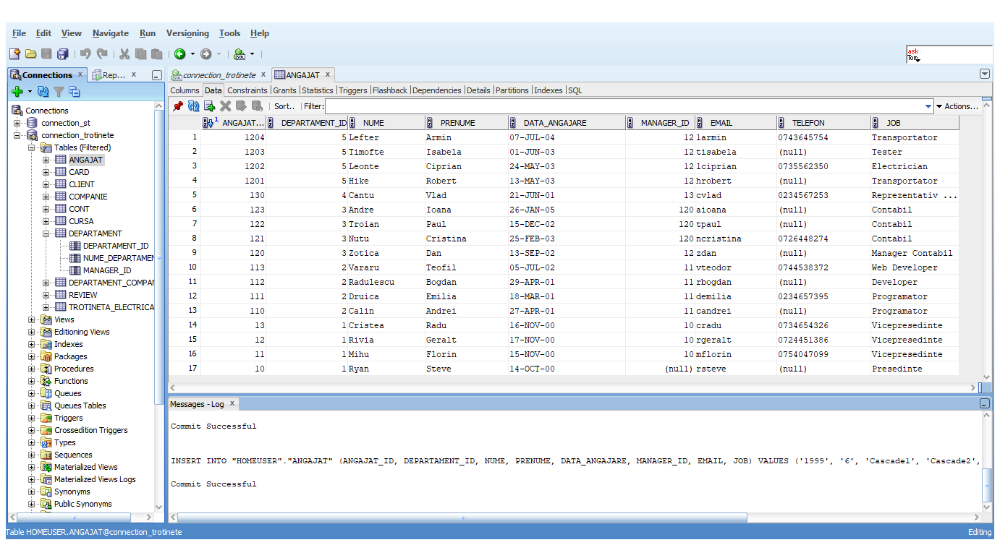 File Edit View Navigate Run Versioning Tools Help
ask
Tom
Connections x Rep... x
connection_trotinete x ANGAJAT x
Columns Data Constraints Grants Statistics Triggers Flashback Dependencies Details Partitions Indexes SQL
Sort.. Filter: Actions...
Connections
connection_st
connection_trotinete
Tables (Filtered)
ANGAJAT
CARD
CLIENT
COMPANIE
CONT
CURSA
DEPARTAMENT
DEPARTAMENT_ID
NUME_DEPARTAMEN
MANAGER_ID
DEPARTAMENT_COMPAN
REVIEW
TROTINETA_ELECTRICA
Views
Editioning Views
Indexes
Packages
Procedures
Functions
Queues
Queues Tables
Triggers
Crossedition Triggers
Types
Sequences
Materialized Views
Materialized Views Logs
Synonyms
Public Synonyms
1 ANGAJAT... DEPARTAMENT_ID NUME PRENUME DATA_ANGAJARE MANAGER_ID EMAIL TELEFON JOB
1 1204 5 Lefter Armin 07-JUL-04 12 larmin 0743645754 Transportator
2 1203 5 Timofte Isabela 01-JUN-03 12 tisabela (null) Tester
3 1202 5 Leonte Ciprian 24-MAY-03 12 lciprian 0735562350 Electrician
4 1201 5 Hike Robert 13-MAY-03 12 hrobert (null) Transportator
5 130 4 Cantu Vlad 21-JUN-01 13 cvlad 0234567253 Reprezentativ ...
6 123 3 Andre Ioana 26-JAN-05 120 aioana (null) Contabil
7 122 3 Troian Paul 15-DEC-02 120 tpaul (null) Contabil
8 121 3 Nutu Cristina 25-FEB-03 120 ncristina 0726448274 Contabil
9 120 3 Zotica Dan 13-SEP-02 12 zdan (null) Manager Contabil
10 113 2 Vararu Teofil 05-JUL-02 11 vteodor 0744538372 Web Developer
11 112 2 Radulescu Bogdan 29-APR-01 11 rbogdan (null) Developer
12 111 2 Druica Emilia 18-MAR-01 11 demilia 0234657395 Programator
13 110 2 Calin Andrei 27-APR-01 11 candrei (null) Programator
14 13 1 Cristea Radu 16-NOV-00 10 cradu 0734654326 Vicepresedinte
15 12 1 Rivia Geralt 17-NOV-00 10 rgeralt 0724451386 Vicepresedinte
16 11 1 Mihu Florin 15-NOV-00 10 mflorin 0754047099 Vicepresedinte
17 10 1 Ryan Steve 14-OCT-00 (null) rsteve (null) Presedinte
Messages - Log x
Commit Successful
INSERT INTO "HOMEUSER"."ANGAJAT" (ANGAJAT_ID, DEPARTAMENT_ID, NUME, PRENUME, DATA_ANGAJARE, MANAGER_ID, EMAIL, JOB) VALUES ('1999', '6', 'Cascade1', 'Cascade2',
Commit Successful
Table HOMEUSER.ANGAJAT@connection_trotinete Editing